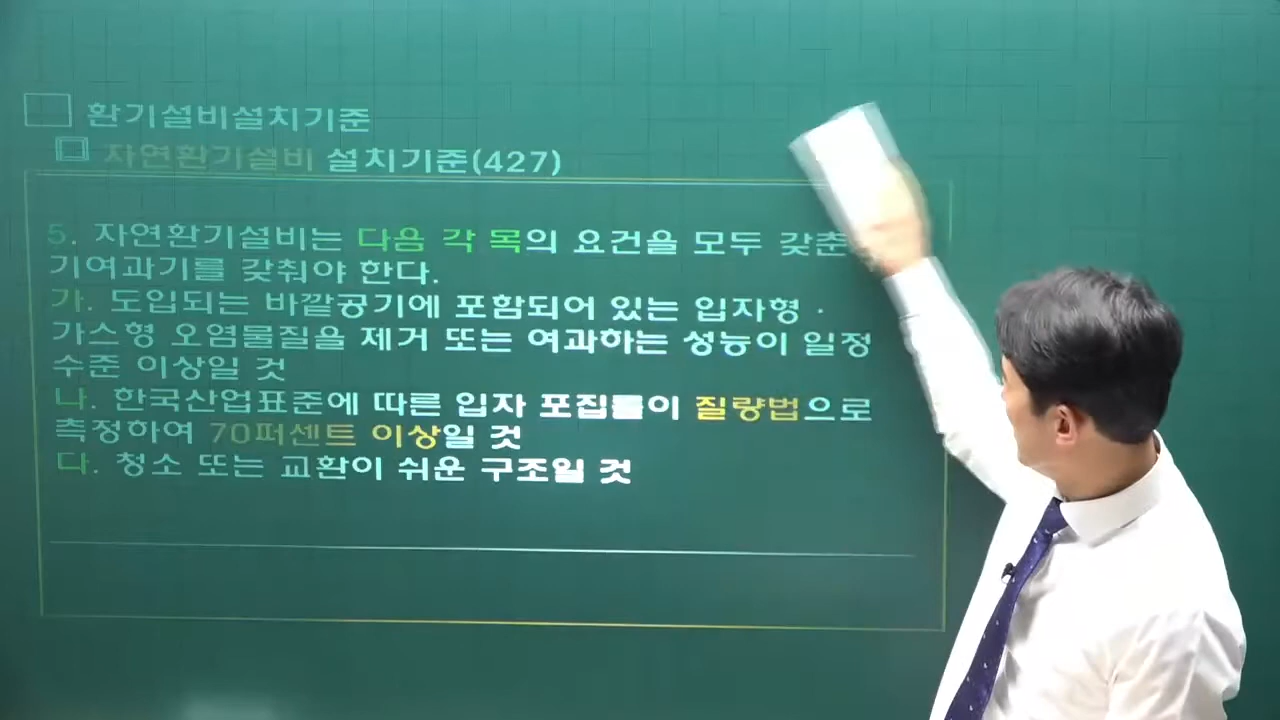 환기설비설치기준
자연환기설비 설치기준(427)
5. 자연환기설비는 다음 각 목의 요건을 모두 갖춘
기여과기를 갖춰야 한다.
가. 도입되는 바깥공기에 포함되어 있는 입자형 ·
가스형 오염물질을 제거 또는 여과하는 성능이 일정
수준 이상일 것
나. 한국산업표준에 따른 입자 포집률이 질량법으로
측정하여 70퍼센트 이상일 것
다. 청소 또는 교환이 쉬운 구조일 것